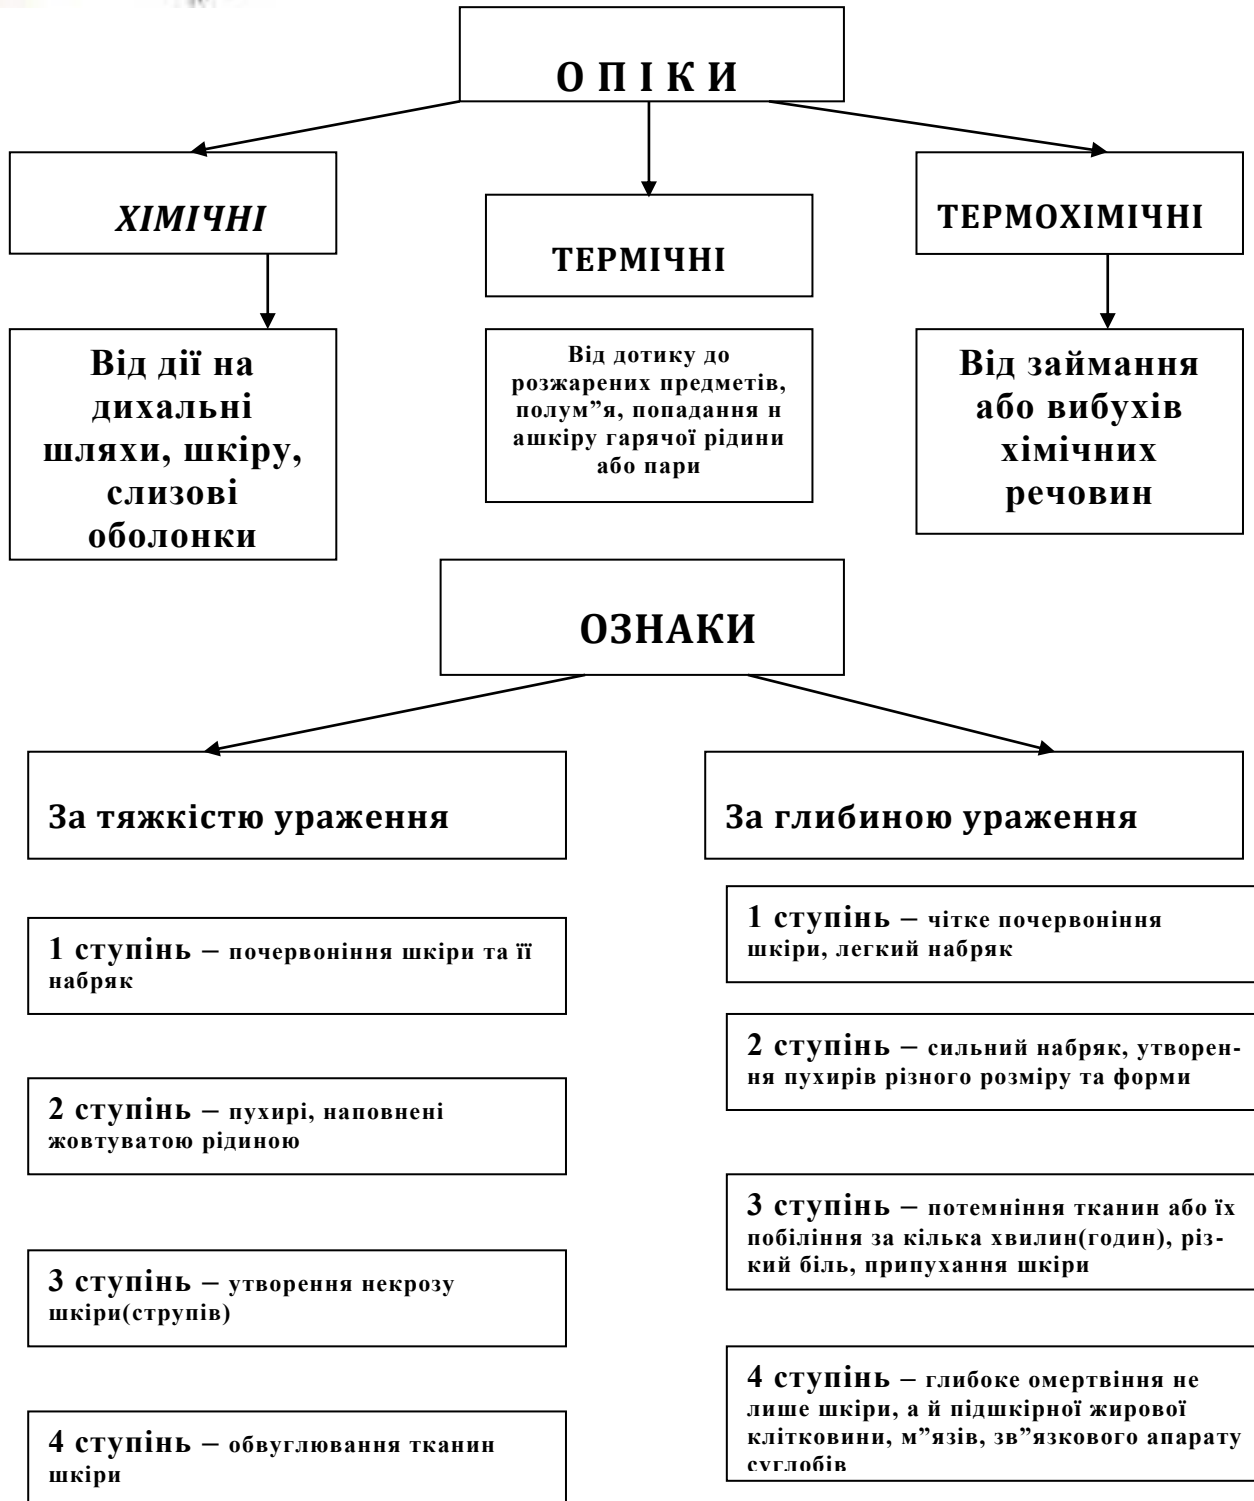 О П І К И
ХІМІЧНІ
ТЕРМІЧНІ
ТЕРМОХІМІЧНІ
Від дії на
дихальні
шляхи, шкіру,
слизові
оболонки
Від дотику до
розжарених предметів,
полум”я, попадання н
ашкіру гарячої рідини
або пари
Від займання
або вибухів
хімічних
речовин
ОЗНАКИ
За тяжкістю ураження
1 ступінь – почервоніння шкіри та її
набряк
2 ступінь – пухирі, наповнені
жовтуватою рідиною
3 ступінь – утворення некрозу
шкіри(струпів)
4 ступінь – обвуглювання тканин
шкіри
За глибиною ураження
1 ступінь – чітке почервоніння
шкіри, легкий набряк
2 ступінь – сильний набряк, утворен-
ня пухирів різного розміру та форми
3 ступінь – потемніння тканин або їх
побіління за кілька хвилин(годин), різ-
кий біль, припухання шкіри
4 ступінь – глибоке омертвіння не
лише шкіри, а й підшкірної жирової
клітковини, м”язів, зв”язкового апарату
суглобів